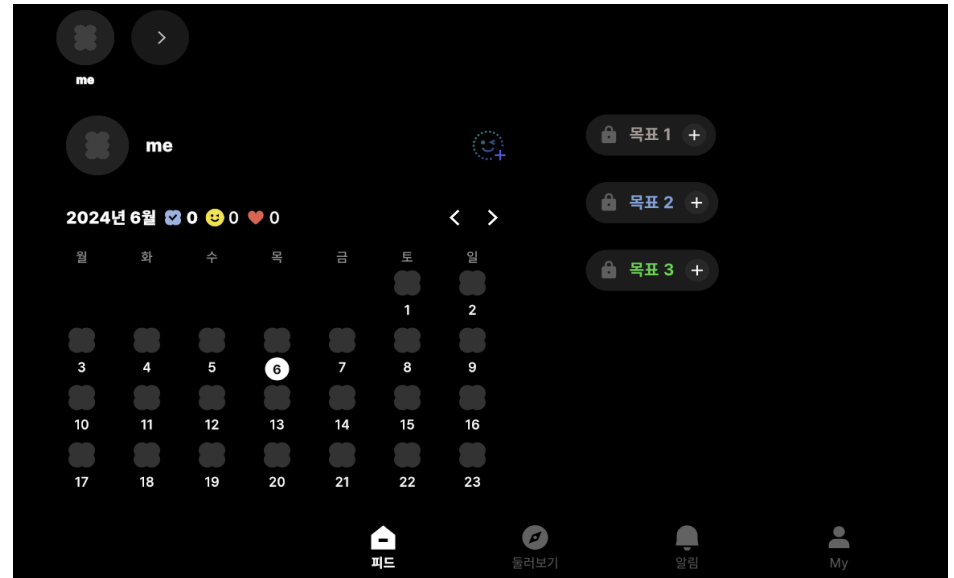 me
me
2024년 6월 0 0 0
월 화 수 목 금 토 일
1 2
3 4 5 6 7 8 9
10 11 12 13 14 15 16
17 18 19 20 21 22 23
목표 1 +
목표 2 +
목표 3 +
피드 둘러보기 알림 My